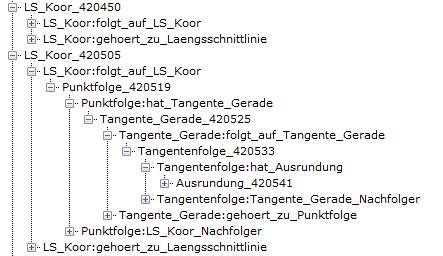 LS_Koor_420450
LS_Koor:folgt_auf_LS_Koor
LS_Koor:gehoert_zu_Laengsschnittlinie
LS_Koor_420505
LS_Koor:folgt_auf_LS_Koor
Punktfolge_420519
Punktfolge:hat_Tangente_Gerade
Tangente_Gerade_420525
Tangente_Gerade:folgt_auf_Tangente_Gerade
Tangentenfolge_420533
Tangentenfolge:hat_Ausrundung
Ausrundung_420541
Tangentenfolge:Tangente_Gerade_Nachfolger
Tangente_Gerade:gehoert_zu_Punktfolge
Punktfolge:LS_Koor_Nachfolger
LS_Koor:gehoert_zu_Laengsschnittlinie